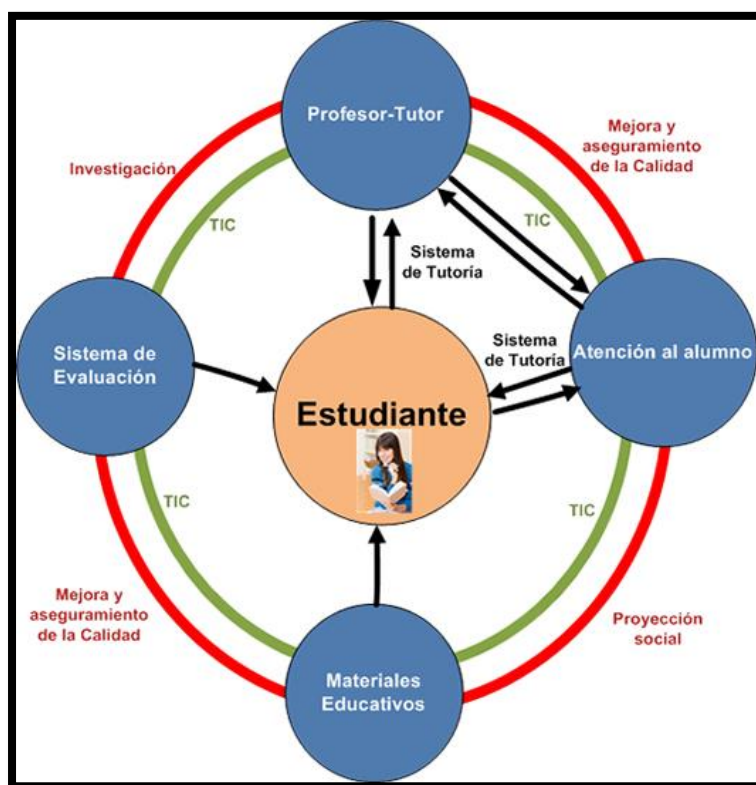 Profesor-Tutor
Mejora y
aseguramiento
de la Calidad
Investigación
TIC
TIC
Sistema
de Tutoría
Sistema
de Tutoría
Sistema de
Evaluación
Atención al alumno
Estudiante
TIC
TIC
Mejora y
aseguramiento
de la Calidad
Proyección
social
Materiales
Educativos